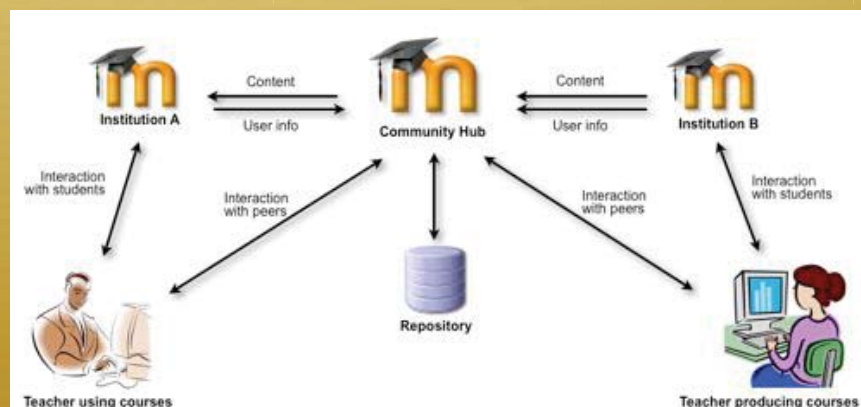 Content
User info
Institution A
Community Hub
Content
User info
Institution B
Interaction
with students
Interaction
with peers
Interaction
with peers
Interaction
with students
Repository
Teacher using courses
Teacher producing courses